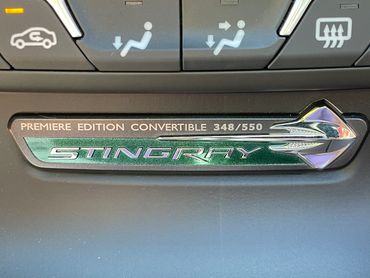 PREMIERE EDITION CONVERTIBLE 348/550
STINGRAY